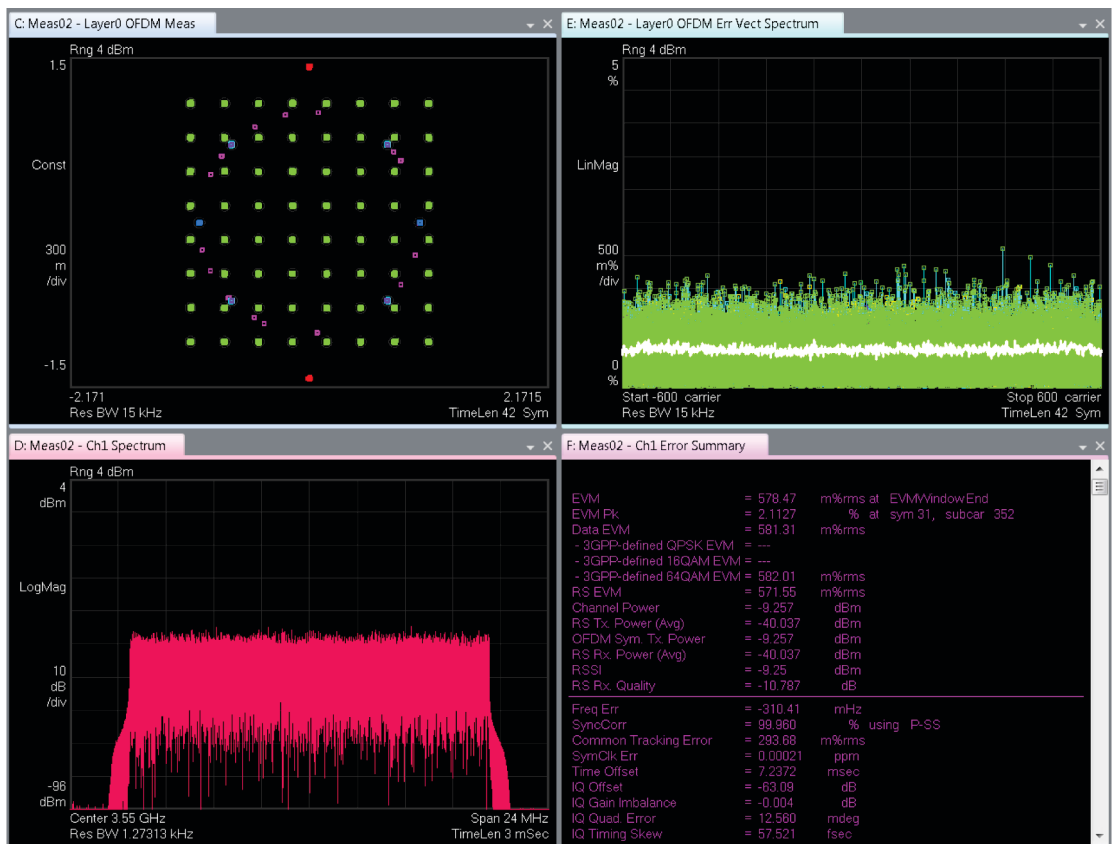 C: Meas02 - Layer0 OFDM Meas
Rng 4 dBm
1.5
Const
300
m
/div
-1.5
-2.171
2.1715
Res BW 15 kHz
TimeLen 42 Sym
E: Meas02 - Layer0 OFDM Err Vect Spectrum
Rng 4 dBm
5
%
LinMag
500
m%
/div
0
%
Start -600 carrier
Stop 600 carrier
Res BW 15 kHz
TimeLen 42 Sym
D: Meas02 - Ch1 Spectrum
Rng 4 dBm
4
dBm
LogMag
10
dB
/div
-96
dBm
Center 3.55 GHz
Span 24 MHz
Res BW 1.27313 kHz
TimeLen 3 mSec
F: Meas02 - Ch1 Error Summary
EVM = 578.47 m%rms at EVMWindowEnd
EVM Pk = 2.1127 % at sym 31, subcar 352
Data EVM = 581.31 m%rms
- 3GPP-defined QPSK EVM = ---
- 3GPP-defined 16QAM EVM = ---
- 3GPP-defined 64QAM EVM = 582.01 m%rms
RS EVM = 571.55 m%rms
Channel Power = -9.257 dBm
RS Tx. Power (Avg) = -40.037 dBm
OFDM Sym. Tx. Power = -9.257 dBm
RS Rx. Power (Avg) = -40.037 dBm
RSSI = -9.25 dBm
RS Rx. Quality = -10.787 dB
Freq Err = -310.41 mHz
SyncCorr = 99.960 % using P-SS
Common Tracking Error = 293.68 m%rms
SymClk Err = 0.00021 ppm
Time Offset = 7.2372 msec
IQ Offset = -63.09 dB
IQ Gain Imbalance = -0.004 dB
IQ Quad. Error = 12.560 mdeg
IQ Timing Skew = 57.521 fsec